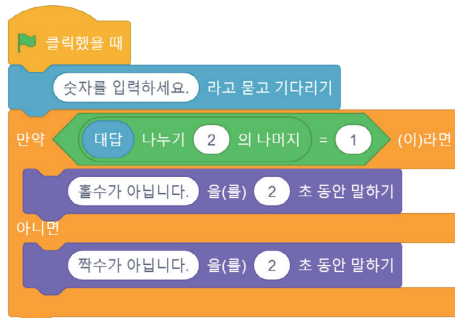 클릭했을 때
숫자를 입력하세요. 라고 묻고 기다리기
만약 대답 나누기 2 의 나머지 = 1 (이)라면
홀수가 아닙니다. 을(를) 2 초 동안 말하기
아니면
짝수가 아닙니다. 을(를) 2 초 동안 말하기